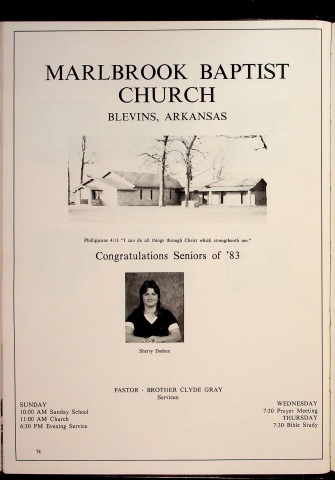 MARLBROOK BAPTIST
CHURCH
BLEVINS, ARKANSAS
Philippians 4:13 "I can do all things through Christ which strengtheneth me."
Congratulations Seniors of '83
Sherry Dodson
PASTOR - BROTHER CLYDE GRAY
Services:
SUNDAY
10:00 AM Sunday School
11:00 AM Church
6:30 PM Evening Service
WEDNESDAY
7:30 Prayer Meeting
THURSDAY
7:30 Bible Study
78